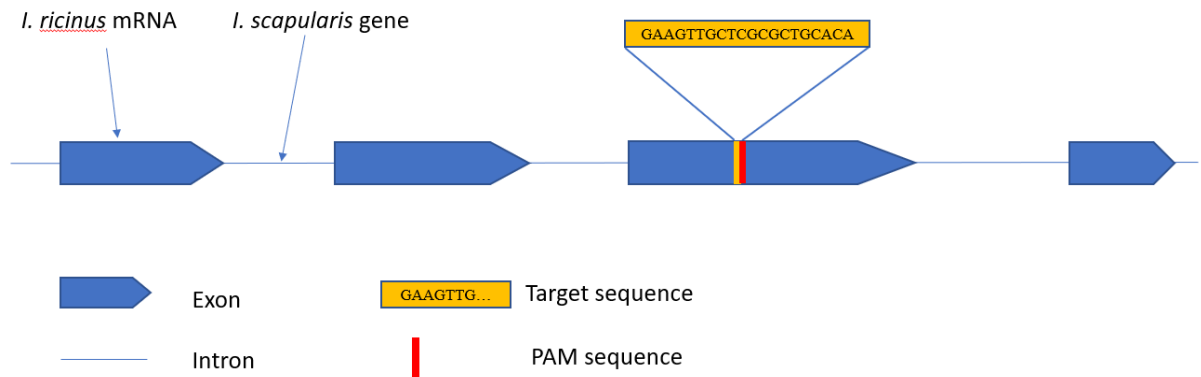 I. ricinus mRNA
I. scapularis gene
GAAGTTGCTCGCGCTGCACA
Exon
GAAGTTG...
Target sequence
Intron
PAM sequence